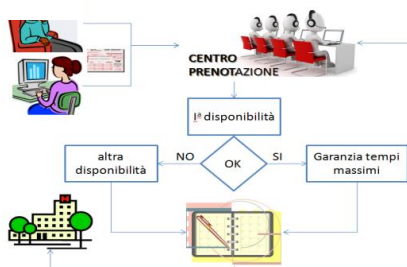 CENTRO
PRENOTAZIONE
Iª disponibilità
altra
disponibilità
NO
OK
SI
Garanzia tempi
massimi
H